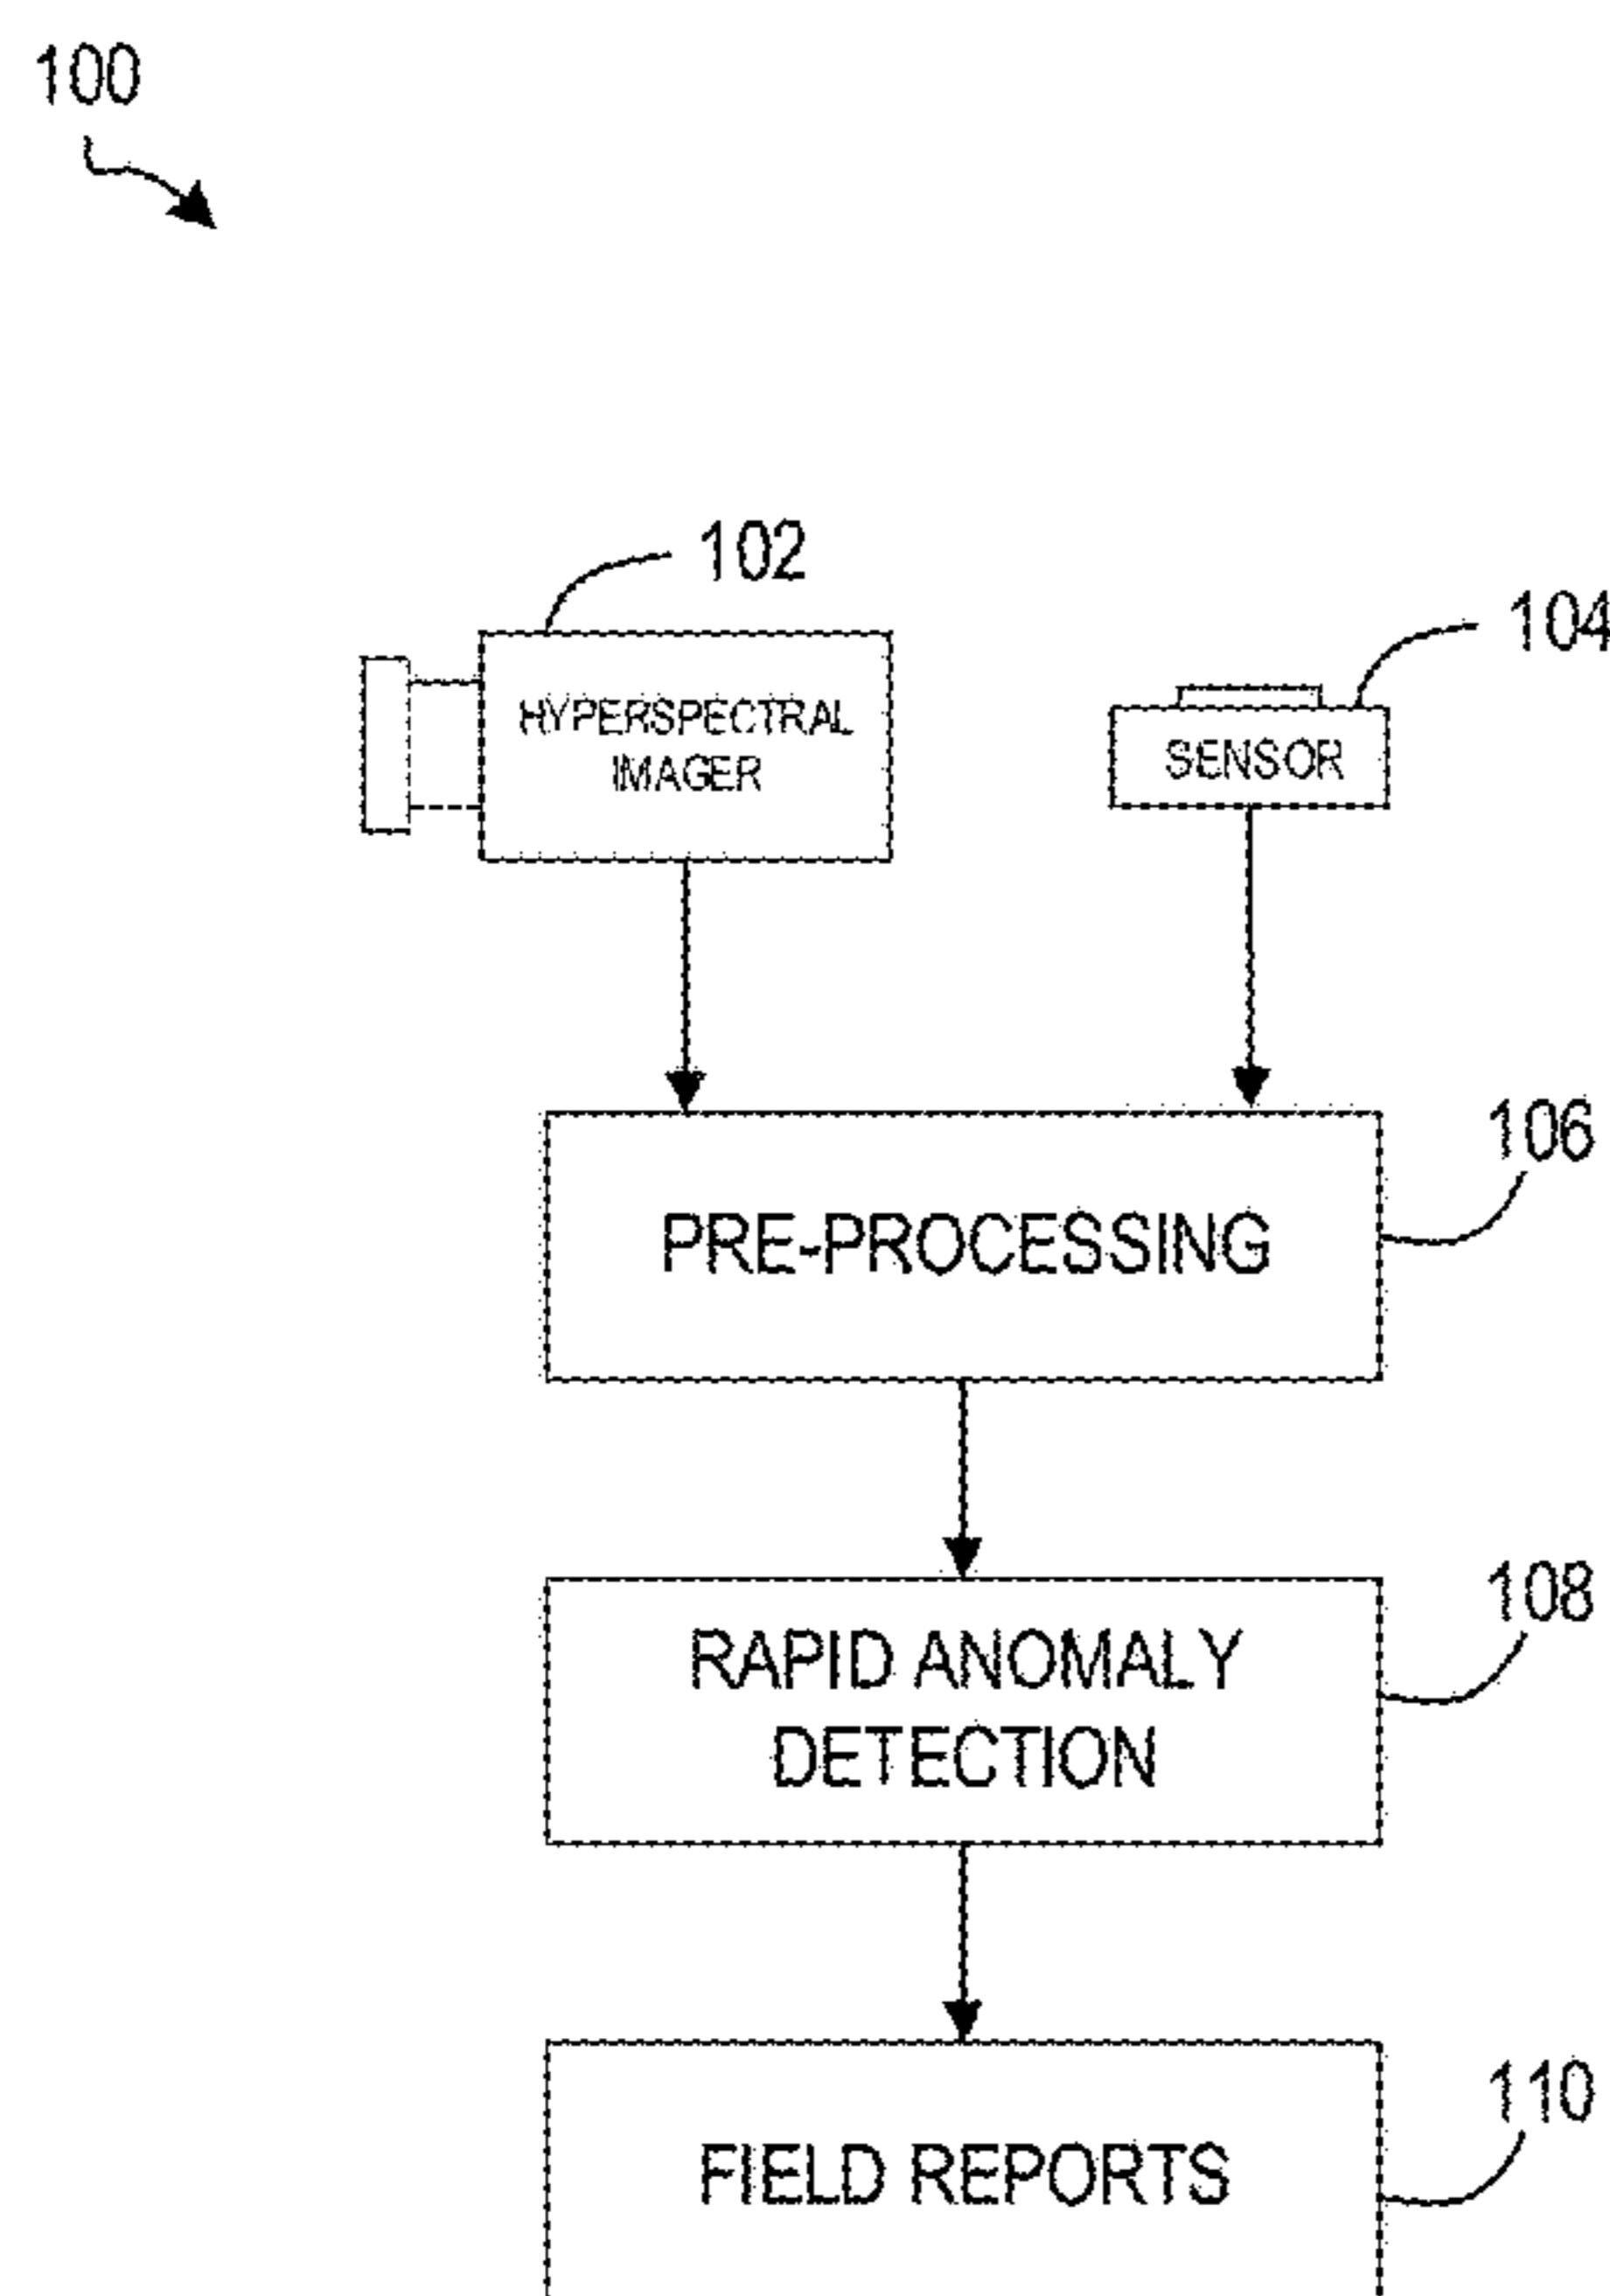 100
102
104
HYPERSPECTRAL
IMAGER
SENSOR
106
PRE-PROCESSING
108
RAPID ANOMALY
DETECTION
110
FIELD REPORTS